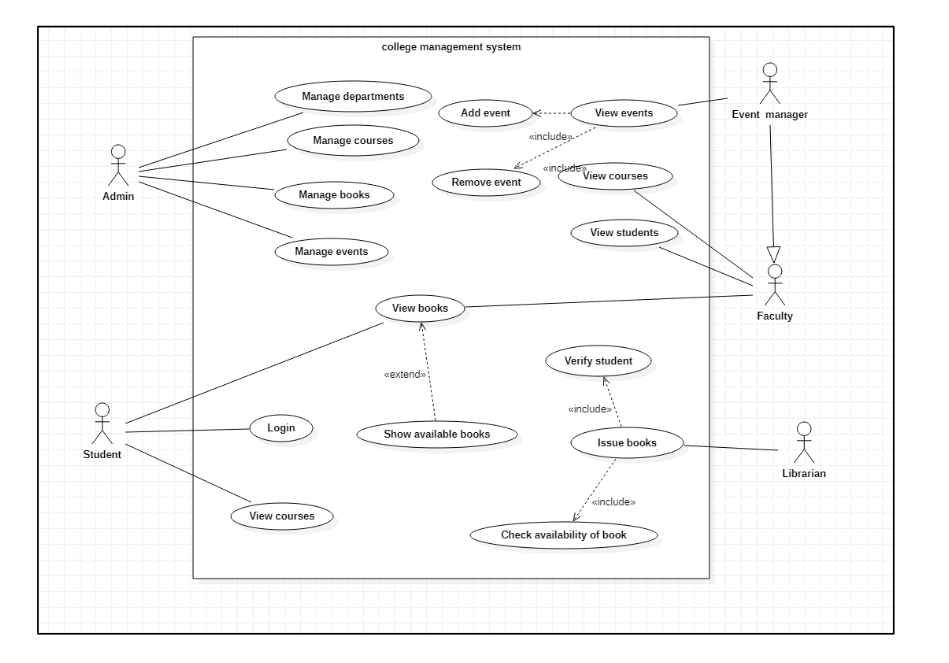 college management system
Manage departments
Add event
View events
Event manager
«include»
Manage courses
«include»
View courses
Admin
Remove event
Manage books
View students
Manage events
View books
Faculty
Verify student
«extend»
«include»
Login
Show available books
Issue books
Student
Librarian
«include»
View courses
Check availability of book